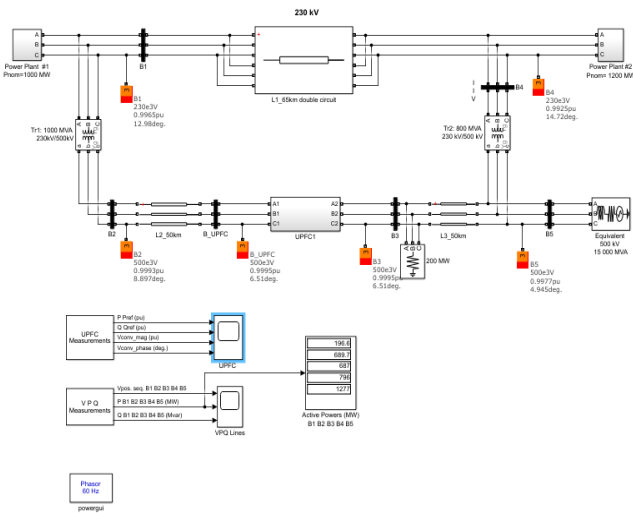 230 kV
A
B
C
Power Plant #1
Pnom=1000 MW
B1
L1_65km double circuit
A
B
C
Power Plant #2
Pnom= 1200 MW
3
B1
230e3V
0.9965pu
12.98deg.
I
V
B4
3
B4
230e3V
0.9925pu
14.72deg.
Tr1: 1000 MVA
230kV/500kV
A B C
a b c
Tr2: 800 MVA
230 kV/500 kV
A B C
a b c
B2
L2_50km
B_UPFC
A1
B1
C1
A2
B2
C2
UPFC1
B3
L3_50km
B5
A
B
C
Equivalent
500 kV
15 000 MVA
3
B2
500e3V
0.9993pu
8.897deg.
3
B_UPFC
500e3V
0.9995pu
6.51deg.
3
B3
500e3V
0.9995pu
6.51deg.
A B C
200 MW
3
B5
500e3V
0.9977pu
4.945deg.
UPFC
Measurements
P Pref (pu)
Q Qref (pu)
Vconv_mag (pu)
Vconv_phase (deg.)
UPFC
V P Q
Measurements
Vpos. seq. B1 B2 B3 B4 B5
P B1 B2 B3 B4 B5 (MW)
Q B1 B2 B3 B4 B5 (Mvar)
VPQ Lines
196.6
689.7
687
796
1277
Active Powers (MW)
B1 B2 B3 B4 B5
Phasor
60 Hz
powergui